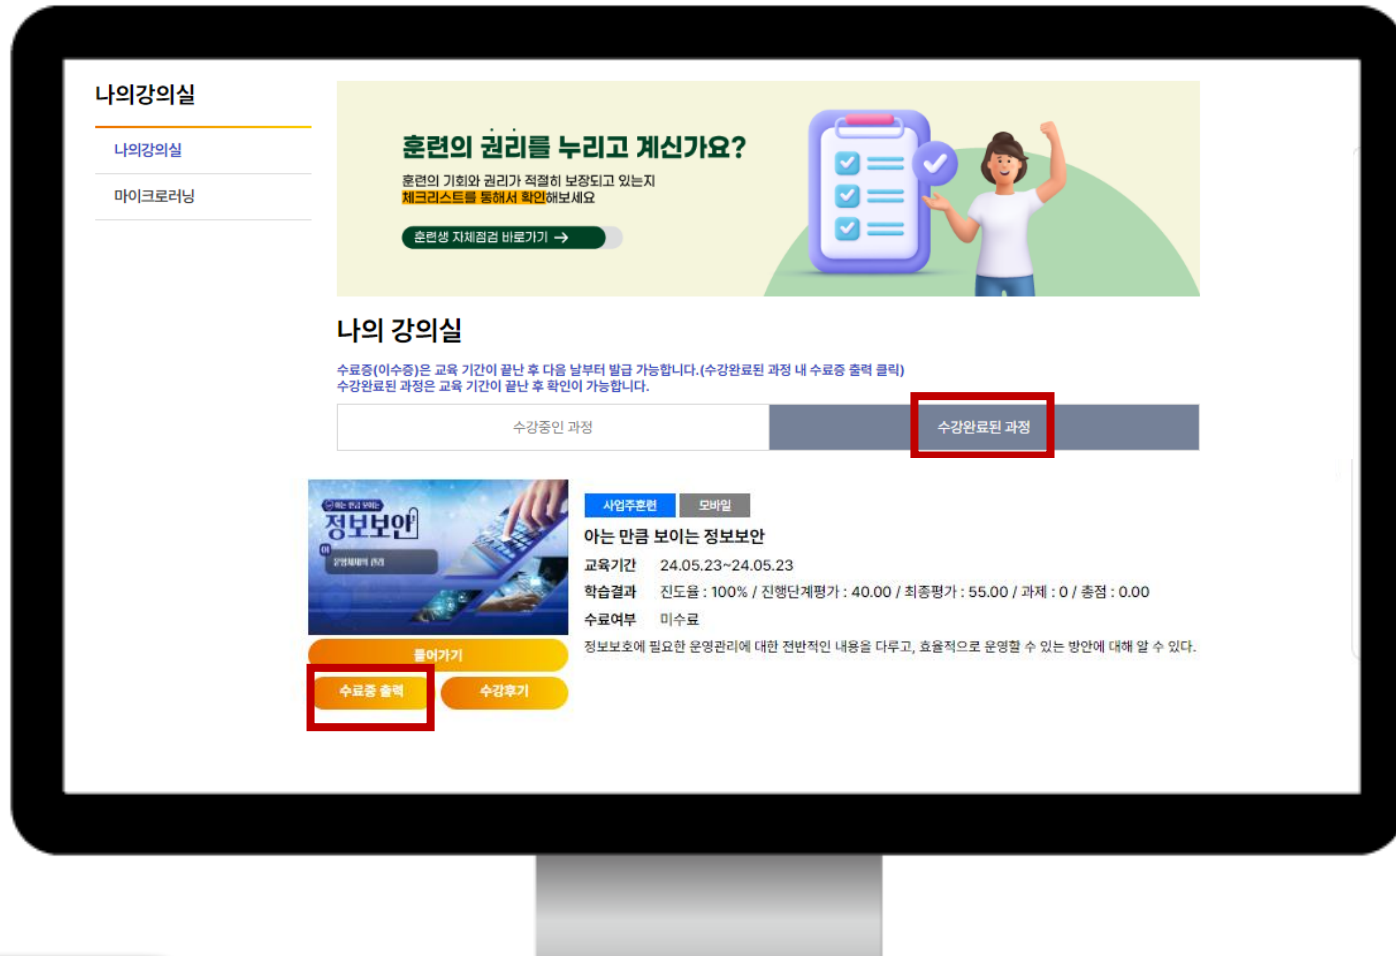 나의강의실
나의강의실
마이크로러닝
훈련의 권리를 누리고 계신가요?
훈련의 기회와 권리가 적절히 보장되고 있는지
체크리스트를 통해서 확인해보세요
훈련생 자체점검 바로가기 →
나의 강의실
수료증(이수증)은 교육 기간이 끝난 후 다음 날부터 발급 가능합니다.(수강완료된 과정 내 수료증 출력 클릭)
수강완료된 과정은 교육 기간이 끝난 후 확인이 가능합니다.
수강중인 과정
수강완료된 과정
아는 만큼 보이는
정보보안
01
운영체제의 관리
들어가기
수료증 출력
수강후기
사업주훈련
모바일
아는 만큼 보이는 정보보안
교육기간 24.05.23~24.05.23
학습결과 진도율 : 100% / 진행단계평가 : 40.00 / 최종평가 : 55.00 / 과제 : 0 / 총점 : 0.00
수료여부 미수료
정보보호에 필요한 운영관리에 대한 전반적인 내용을 다루고, 효율적으로 운영할 수 있는 방안에 대해 알 수 있다.